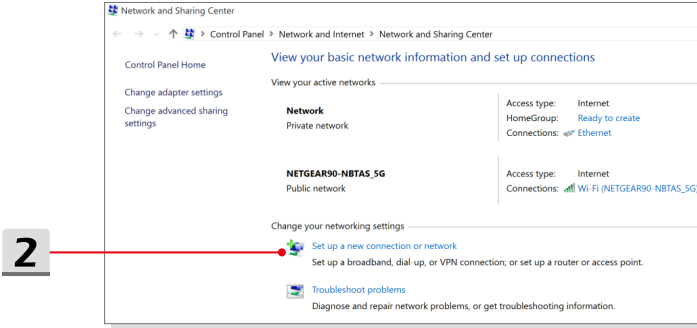 Network and Sharing Center
Control Panel > Network and Internet > Network and Sharing Center
Control Panel Home
Change adapter settings
Change advanced sharing
settings
View your basic network information and set up connections
View your active networks
Network
Private network
Access type: Internet
HomeGroup: Ready to create
Connections: Ethernet
NETGEAR90-NBTAS_5G
Public network
Access type: Internet
Connections: Wi-Fi (NETGEAR90-NBTAS_5G)
Change your networking settings
2
Set up a new connection or network
Set up a broadband, dial-up, or VPN connection; or set up a router or access point.
Troubleshoot problems
Diagnose and repair network problems, or get troubleshooting information.